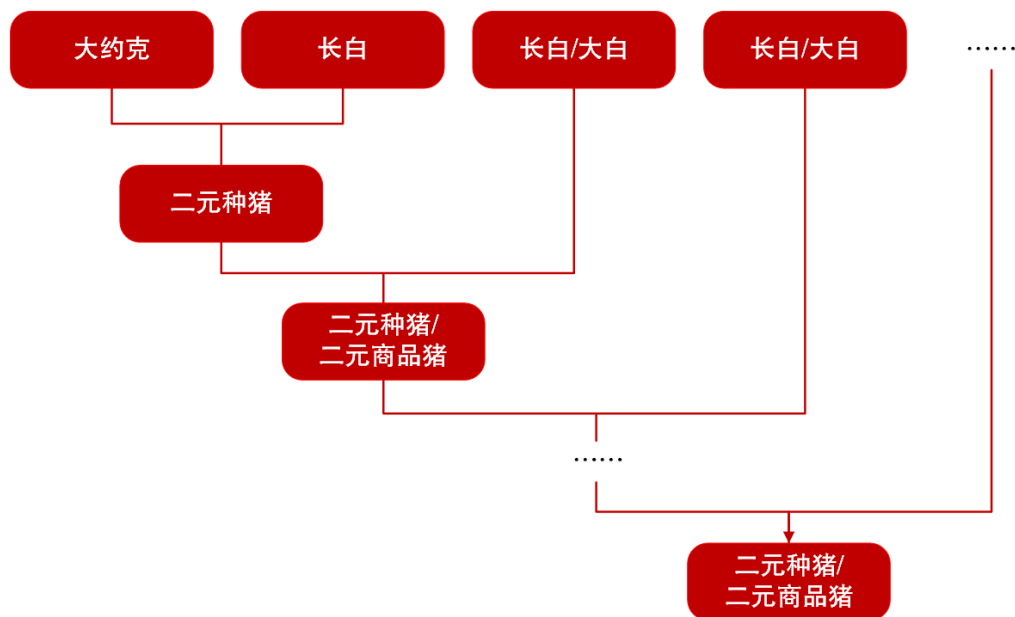 大约克
长白
长白/大白
长白/大白
……
二元种猪
二元种猪/
二元商品猪
……
二元种猪/
二元商品猪